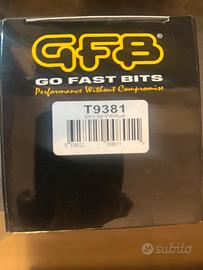 GFB
GO FAST BITS
Performance Without Compromise
T9381
subito